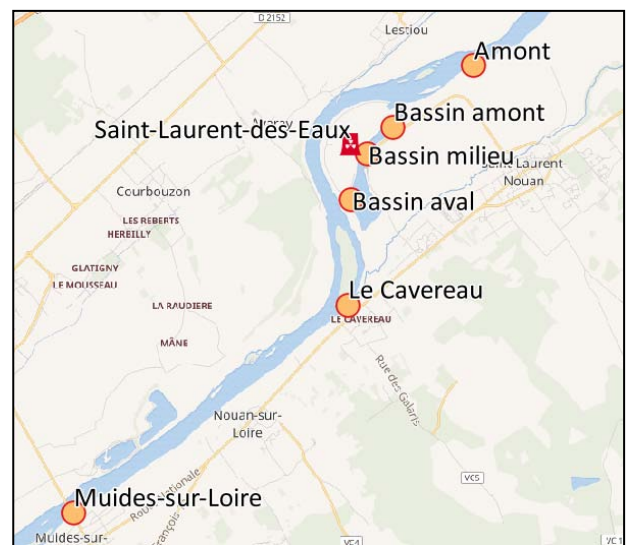 D 2152
Lestiou
Amont
Bassin amont
Avaray
Saint-Laurent-des-Eaux
Bassin milieu
Saint-Laurent
Nouan
Courbouzon
Bassin aval
LES REBERTS
HERBILLY
GLATIGNY
LE MOUSSEAU
Le Cavereau
LA RAUDIERE
LE CAVEREAU
MÂNE
Rue des Galaris
Nouan-sur-
Loire
VC5
Muides-sur-Loire
Muides-sur-
VC1